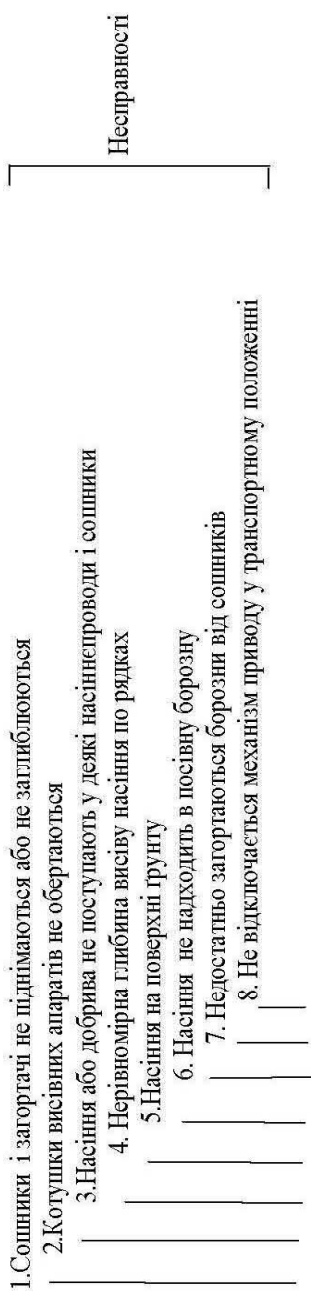 1.Сошники і загортачі не піднімаються або не заглиблюються
2.Котушки висівних апаратів не обертаються
3.Насіння або добрива не поступають у деякі насіннєпроводи і сошники
4. Нерівномірна глибина висіву насіння по рядках
5.Насіння на поверхні ґрунту
6. Насіння не надходить в посівну борозну
7. Недостатньо загортаються борозни від сошників
8. Не відключається механізм приводу у транспортному положенні
Несправності